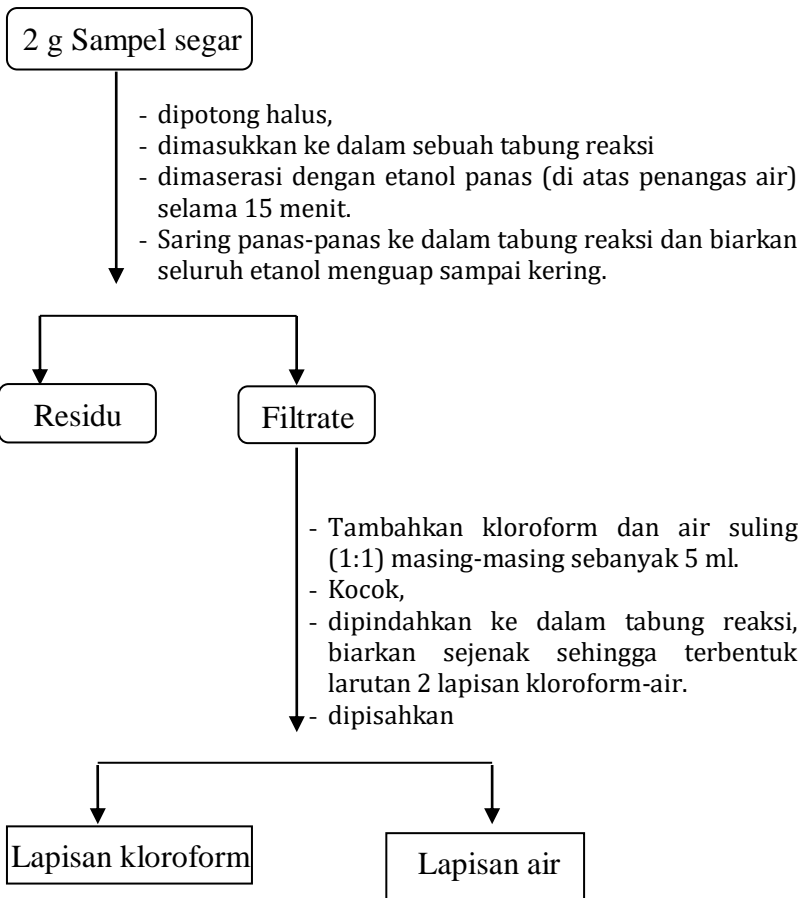 2 g Sampel segar
- dipotong halus,
- dimasukkan ke dalam sebuah tabung reaksi
- dimaserasi dengan etanol panas (di atas penangas air)
selama 15 menit.
- Saring panas-panas ke dalam tabung reaksi dan biarkan
seluruh etanol menguap sampai kering.
Residu
Filtrate
- Tambahkan kloroform dan air suling
(1:1) masing-masing sebanyak 5 ml.
- Kocok,
- dipindahkan ke dalam tabung reaksi,
biarkan sejenak sehingga terbentuk
larutan 2 lapisan kloroform-air.
- dipisahkan
Lapisan kloroform
Lapisan air